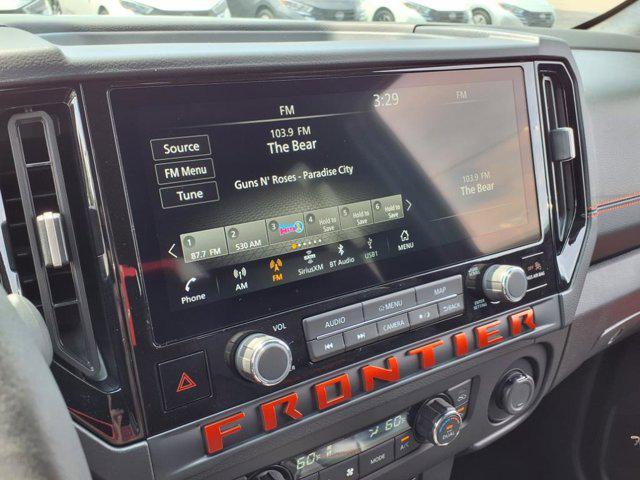 FM
3:29
FM
103.9 FM
The Bear
Source
FM Menu
Tune
Guns N' Roses - Paradise City
103.9 FM
The Bear
1
87.7 FM
2
530 AM
3
4
Hold to
Save
5
Hold to
Save
6
Hold to
Save
Phone
AM
FM
SiriusXM
BT Audio
USB1
MENU
VOL
AUDIO
MENU
MAP
CAMERA
BACK
FRONTIER
60°F
60°F
MODE
A/C
DUAL